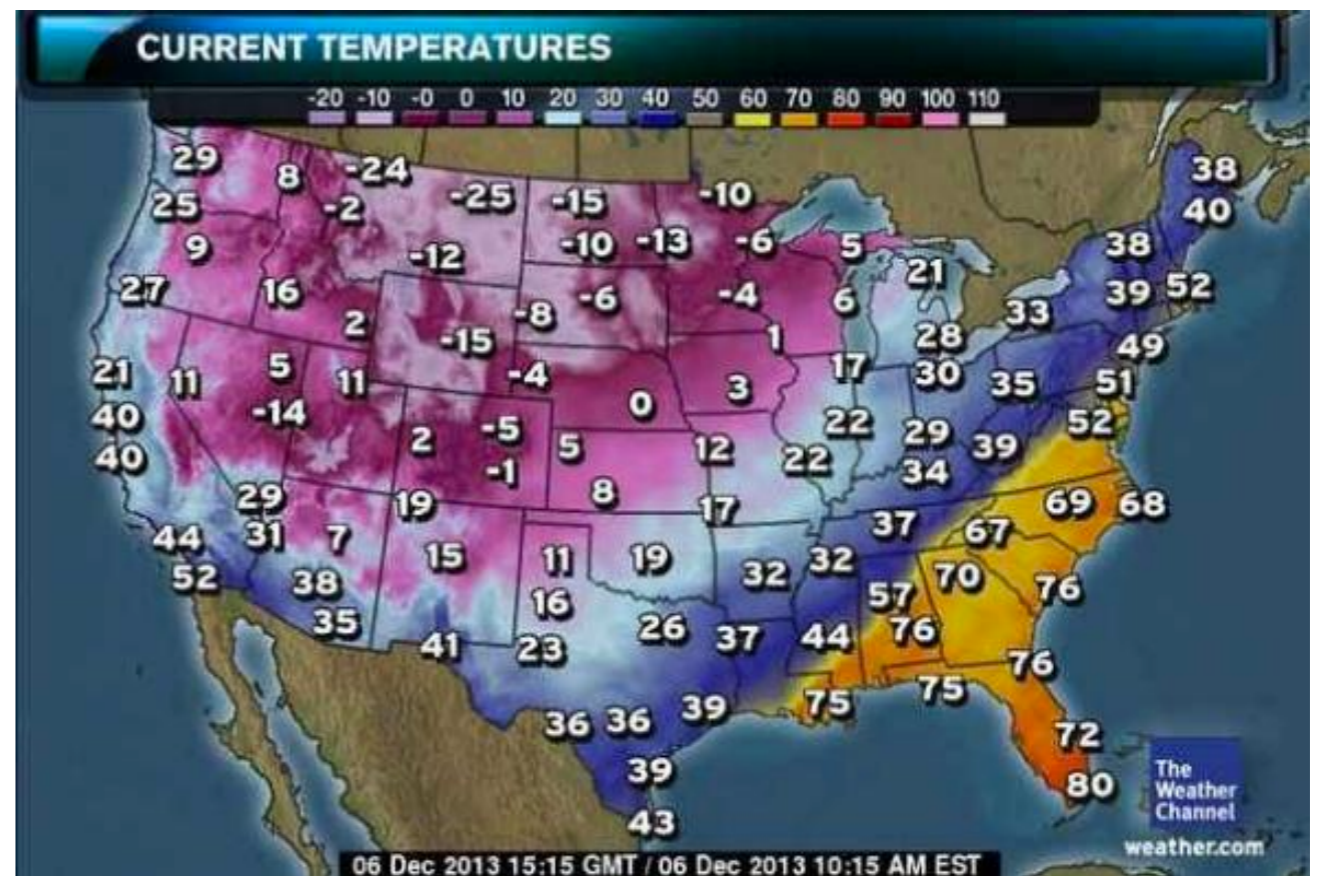 CURRENT TEMPERATURES
-20 -10 -0 0 10 20 30 40 50 60 70 80 90 100 110
29 8 -24 38
25 -2 -25 -15 -10 40
9 -12 -10 -13 -6 5 21 38
27 16 2 -8 -6 -4 6 33 39 52
-15 1 28 49
21 11 5 11 -4 3 17 30 35 51
40 -14 2 -5 0 22 29 39 52
40 -1 5 12 22 34
29 19 8 17 69 68
44 31 7 15 11 19 32 32 37 67
52 38 16 57 70 76
35 41 23 26 37 44 76
76
36 36 39 75 75
72
39 80
43
The
Weather
Channel
weather.com
06 Dec 2013 15:15 GMT / 06 Dec 2013 10:15 AM EST